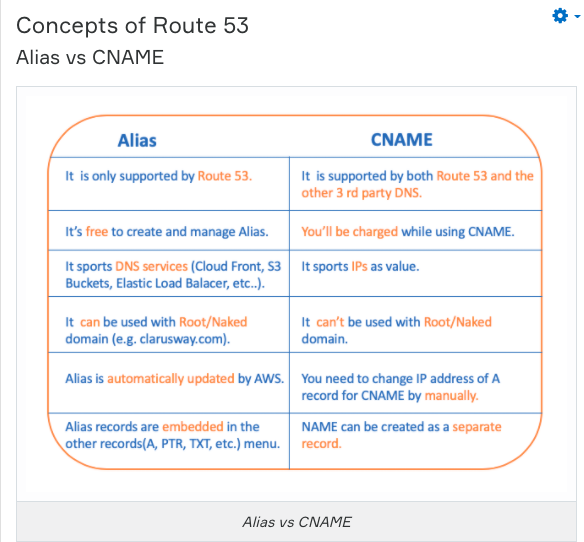 Concepts of Route 53
Alias vs CNAME
Alias
CNAME
It is only supported by Route 53.
It is supported by both Route 53 and the
other 3 rd party DNS.
It's free to create and manage Alias.
You'll be charged while using CNAME.
It sports DNS services (Cloud Front, S3
Buckets, Elastic Load Balacer, etc..).
It sports IPs as value.
It can be used with Root/Naked
domain (e.g. clarusway.com).
It can't be used with Root/Naked
domain.
Alias is automatically updated by AWS.
You need to change IP address of A
record for CNAME by manually.
Alias records are embedded in the
other records(A, PTR, TXT, etc.) menu.
NAME can be created as a separate
record.
Alias vs CNAME